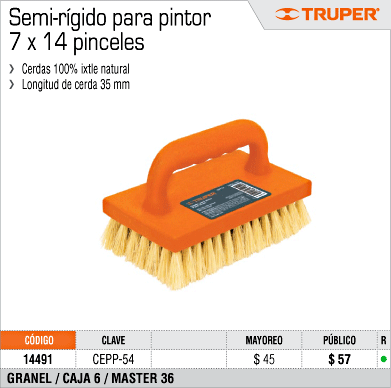 Semi-rígido para pintor
7 x 14 pinceles
TRUPER®
❯ Cerdas 100% ixtle natural
❯ Longitud de cerda 35 mm
TRUPER
CÓDIGO CLAVE MAYOREO PÚBLICO R
14491 CEPP-54 $ 45 $ 57 ●
GRANEL / CAJA 6 / MASTER 36